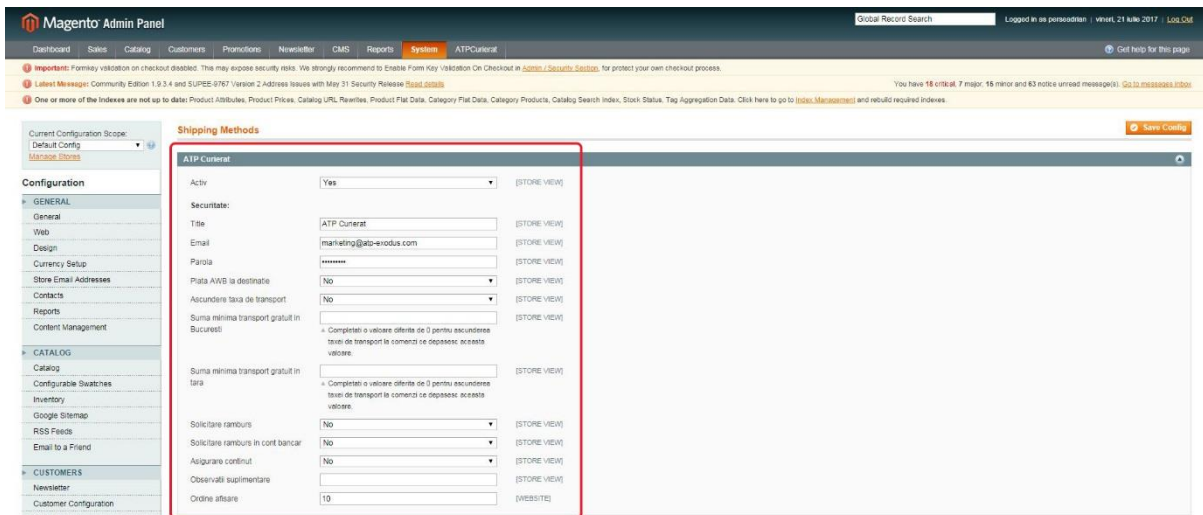 Magento Admin Panel
Global Record Search
Logged in as perseadrian | vineri, 21 iulie 2017 | Log Out
Dashboard Sales Catalog Customers Promotions Newsletter CMS Reports System ATPCurierat
Get help for this page
Important: Formkey validation on checkout disabled. This may expose security risks. We strongly recommend to Enable Form Key Validation On Checkout in Admin / Security Section, for protect your own checkout process.
Latest Message: Community Edition 1.9.3.4 and SUPEE-9767 Version 2 Address Issues with May 31 Security Release Read details
You have 18 critical, 7 major, 16 minor and 63 notice unread message(s). Go to messages inbox
One or more of the Indexes are not up to date: Product Attributes, Product Prices, Catalog URL Rewrites, Product Flat Data, Category Flat Data, Category Products, Catalog Search Index, Stock Status, Tag Aggregation Data. Click here to go to Index Management and rebuild required indexes.
Current Configuration Scope:
Default Config
Manage Stores
Configuration
GENERAL
General
Web
Design
Currency Setup
Store Email Addresses
Contacts
Reports
Content Management
CATALOG
Catalog
Configurable Swatches
Inventory
Google Sitemap
RSS Feeds
Email to a Friend
CUSTOMERS
Newsletter
Customer Configuration
Shipping Methods
Save Config
ATP Curierat
Activ Yes [STORE VIEW]
Securitate:
Title ATP Curierat [STORE VIEW]
Email marketing@atp-exodus.com [STORE VIEW]
Parola ••••••••• [STORE VIEW]
Plata AWB la destinatie No [STORE VIEW]
Ascundere taxa de transport No [STORE VIEW]
Suma minima transport gratuit in [STORE VIEW]
Bucuresti
Completati o valoare diferita de 0 pentru ascunderea
taxei de transport la comenzi ce depasesc aceasta
valoare.
Suma minima transport gratuit in [STORE VIEW]
tara
Completati o valoare diferita de 0 pentru ascunderea
taxei de transport la comenzi ce depasesc aceasta
valoare.
Solicitare ramburs No [STORE VIEW]
Solicitare ramburs in cont bancar No [STORE VIEW]
Asigurare continut No [STORE VIEW]
Observatii suplimentare [STORE VIEW]
Ordine afisare 10 [WEBSITE]